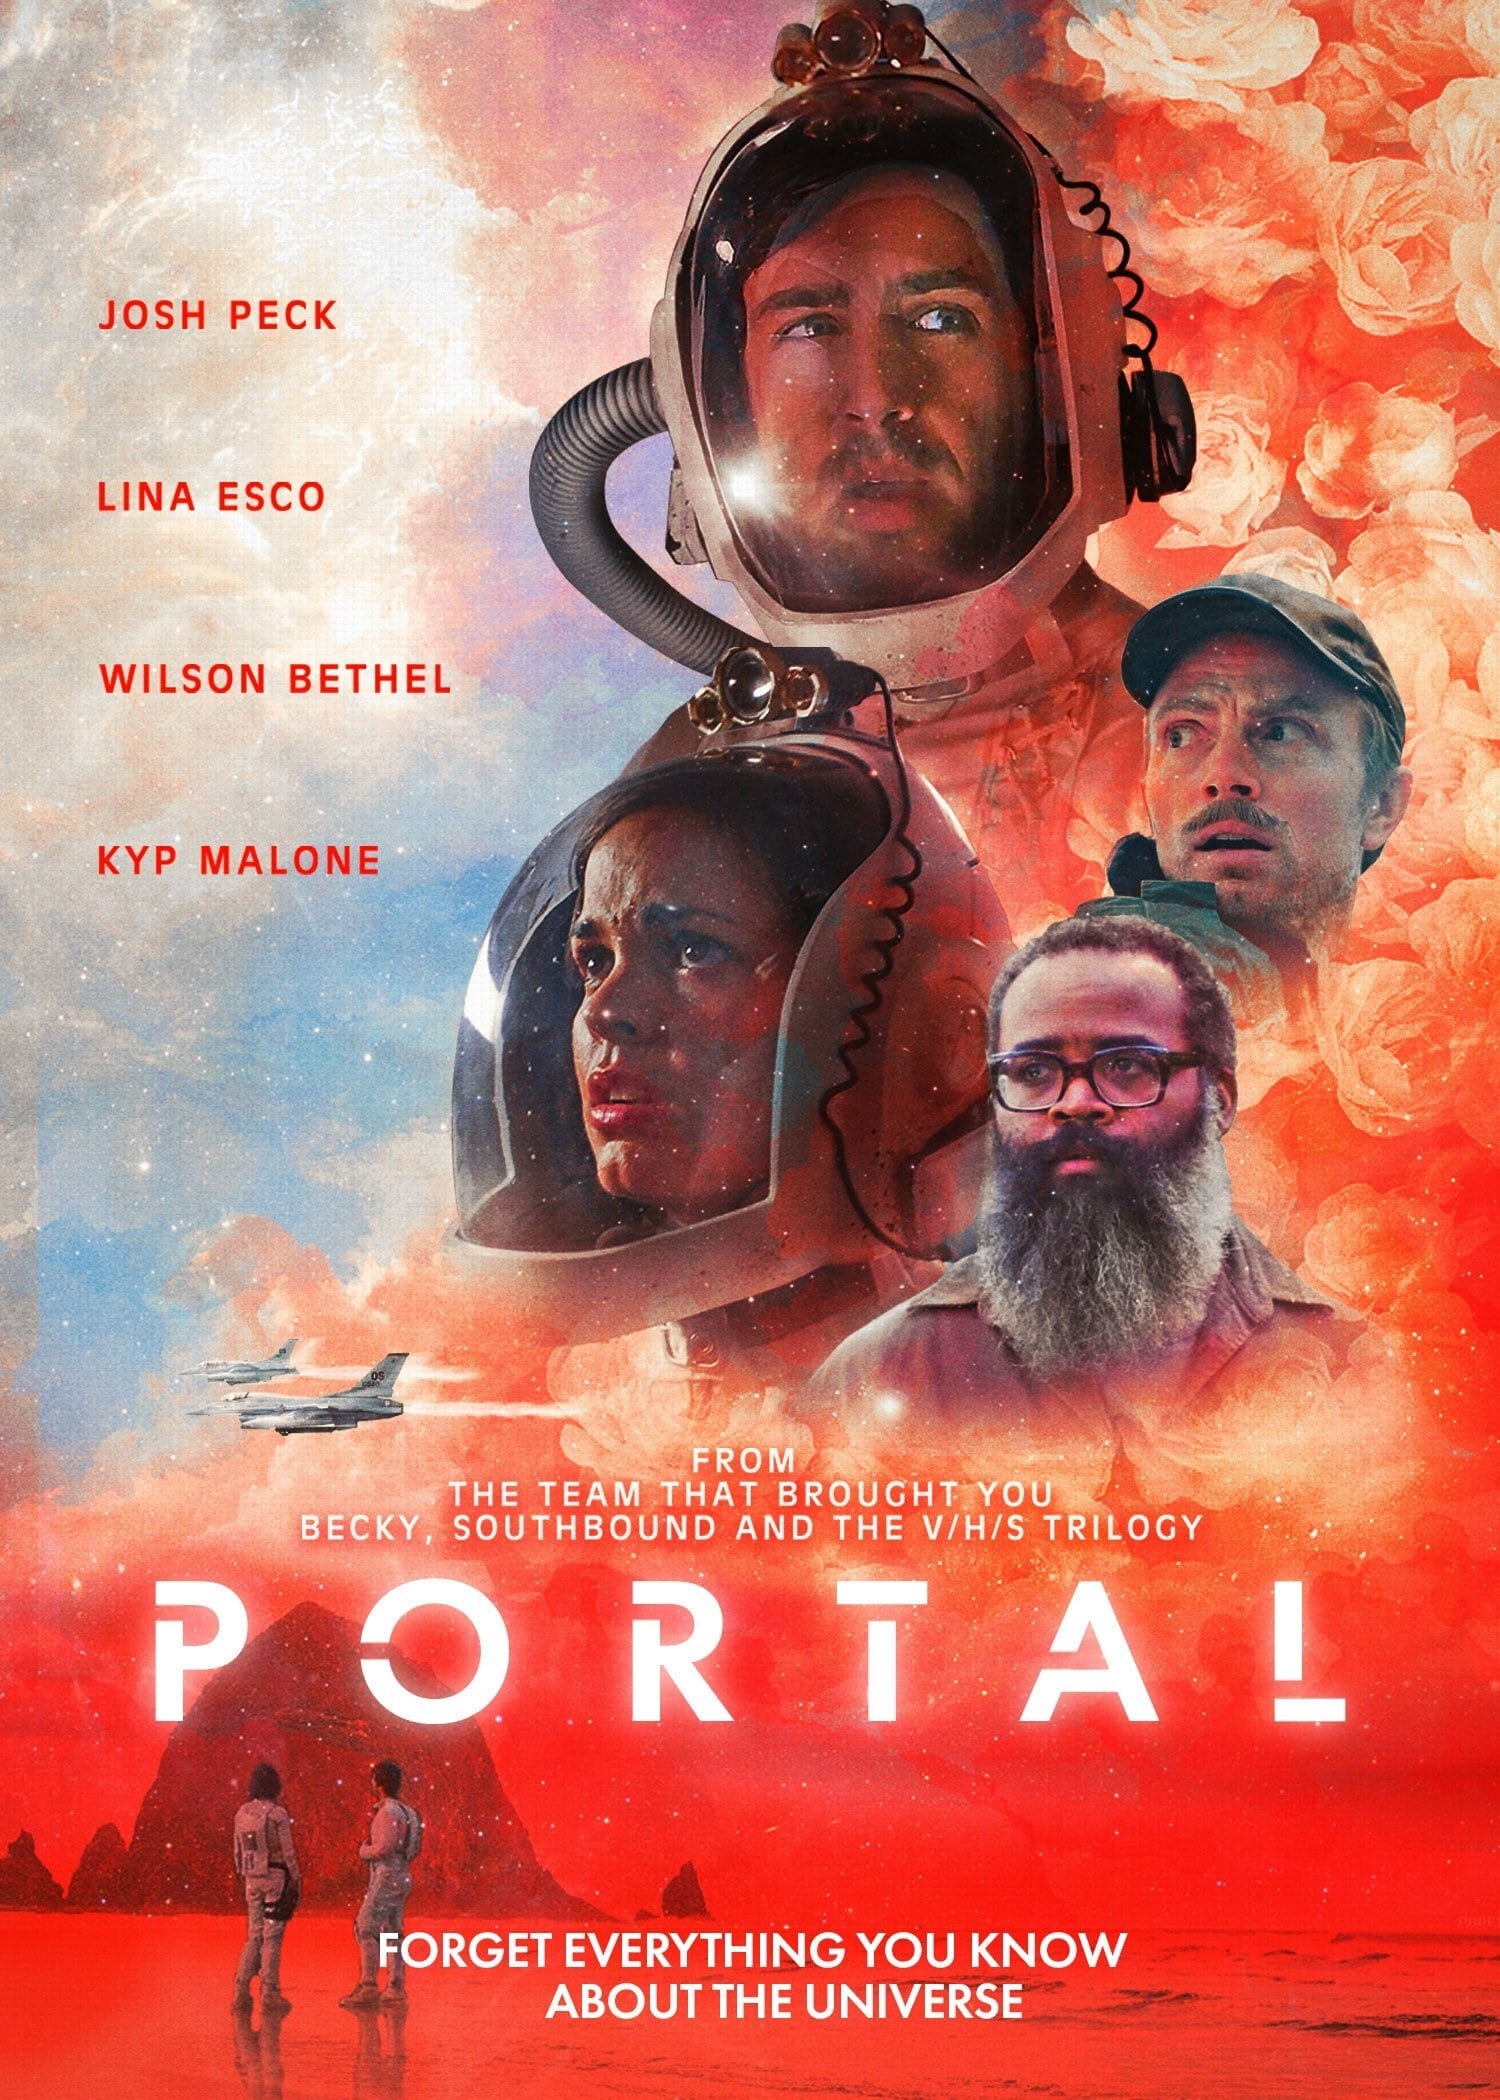 JOSH PECK
LINA ESCO
WILSON BETHEL
KYP MALONE
OS
FROM
THE TEAM THAT BROUGHT YOU
BECKY, SOUTHBOUND AND THE V/H/S TRILOGY
PORTAL
FORGET EVERYTHING YOU KNOW
ABOUT THE UNIVERSE